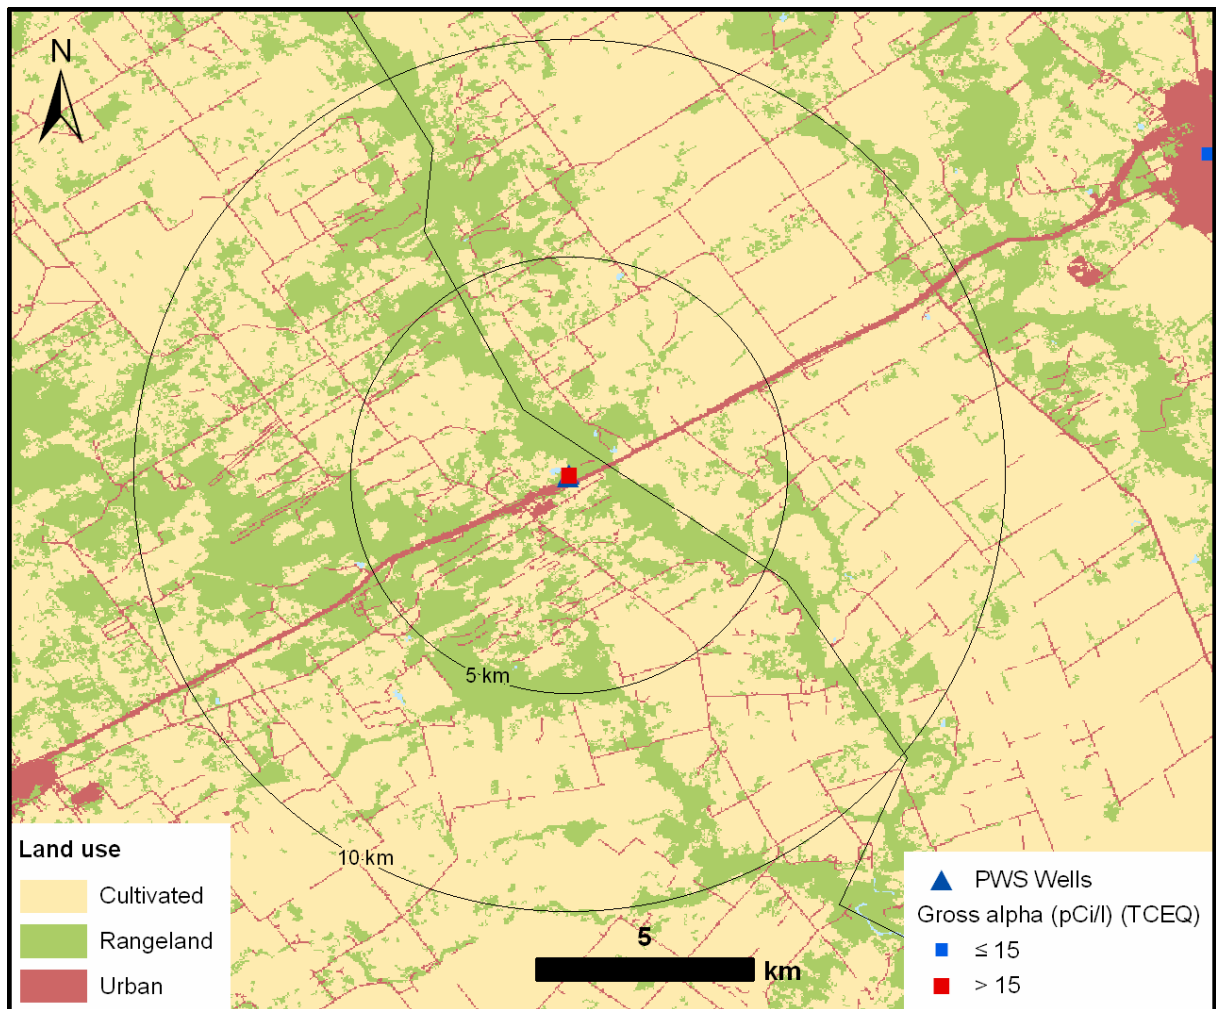 N
5 km
10 km
5
km
Land use
Cultivated
Rangeland
Urban
PWS Wells
Gross alpha (pCi/l) (TCEQ)
≤ 15
> 15